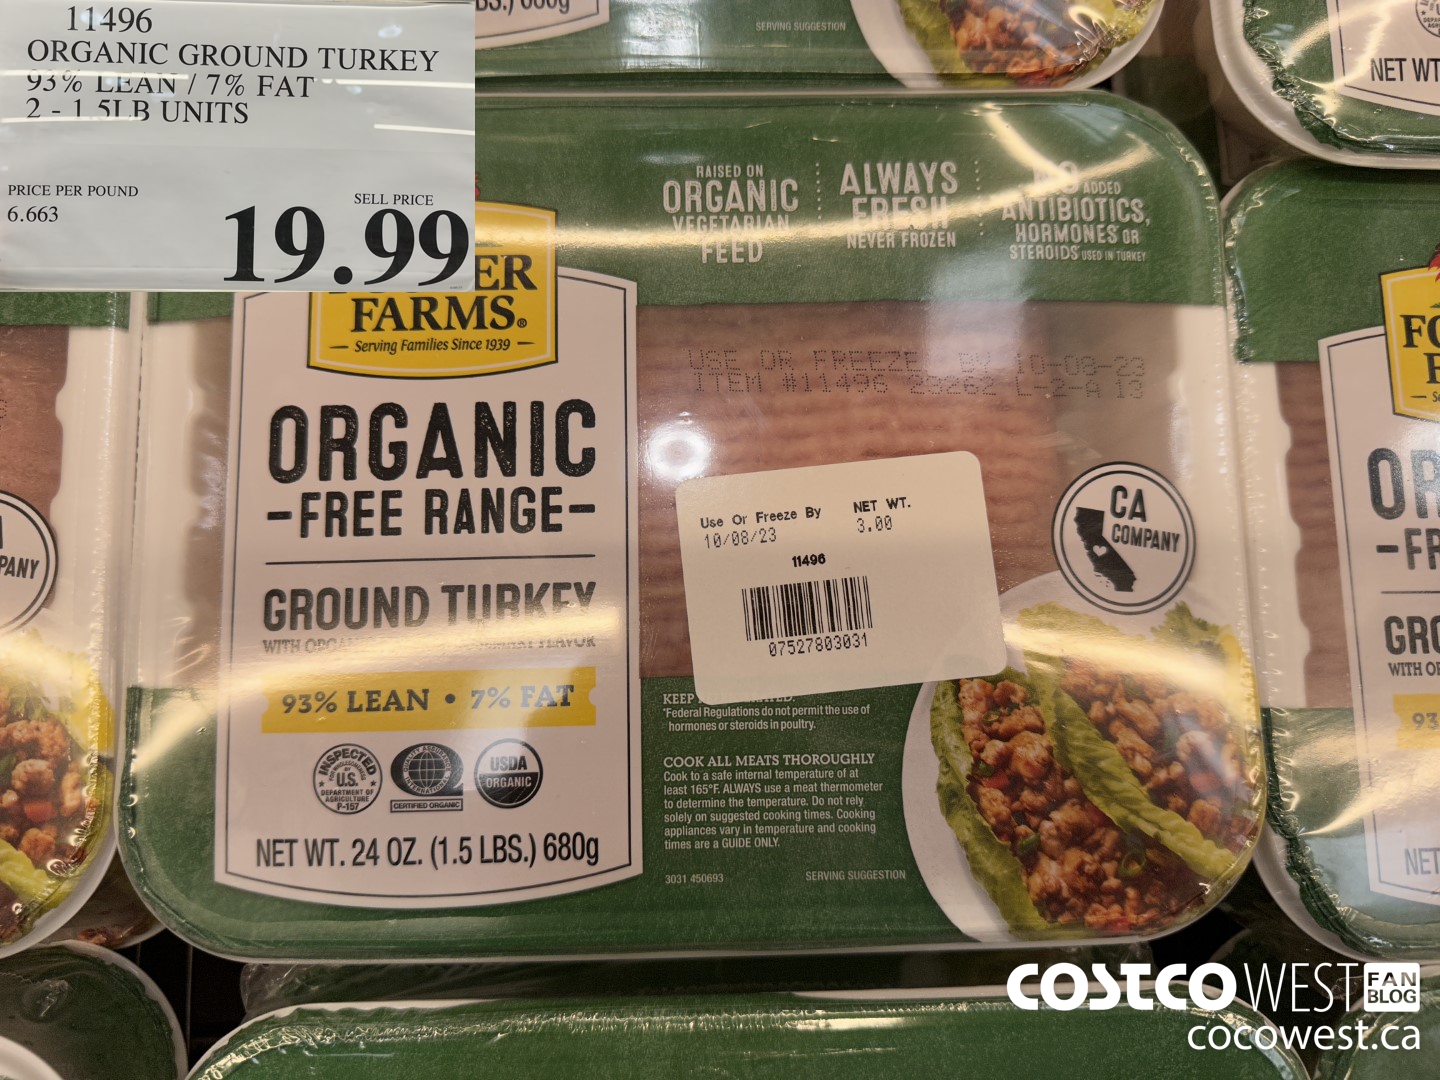 11496
ORGANIC GROUND TURKEY
93% LEAN / 7% FAT
2 - 1.5LB UNITS
PRICE PER POUND
6.663
SELL PRICE
19.99
SERVING SUGGESTION
NET WT
RAISED ON
ORGANIC
VEGETARIAN
FEED
ALWAYS
FRESH
NEVER FROZEN
NO ADDED
ANTIBIOTICS,
HORMONES OR
STEROIDS USED IN TURKEY
FARMS®
Serving Families Since 1939
ORGANIC
-FREE RANGE-
GROUND TURKEY
93% LEAN • 7% FAT
INSPECTED
U.S.
DEPARTMENT OF
AGRICULTURE
P-157
CERTIFIED ORGANIC
USDA
ORGANIC
NET WT. 24 OZ. (1.5 LBS.) 680g
USE OR FREEZE BY 10-08-23
ITEM #11496 23262 L-2-A 13
Use Or Freeze By
10/08/23
NET WT.
3.00
11496
07527803031
CA
COMPANY
KEEP
*Federal Regulations do not permit the use of
hormones or steroids in poultry.
COOK ALL MEATS THOROUGHLY
Cook to a safe internal temperature of at
least 165°F. ALWAYS use a meat thermometer
to determine the temperature. Do not rely
solely on suggested cooking times. Cooking
appliances vary in temperature and cooking
times are a GUIDE ONLY.
3031 450693
SERVING SUGGESTION
COSTCO WEST FAN BLOG
cocowest.ca